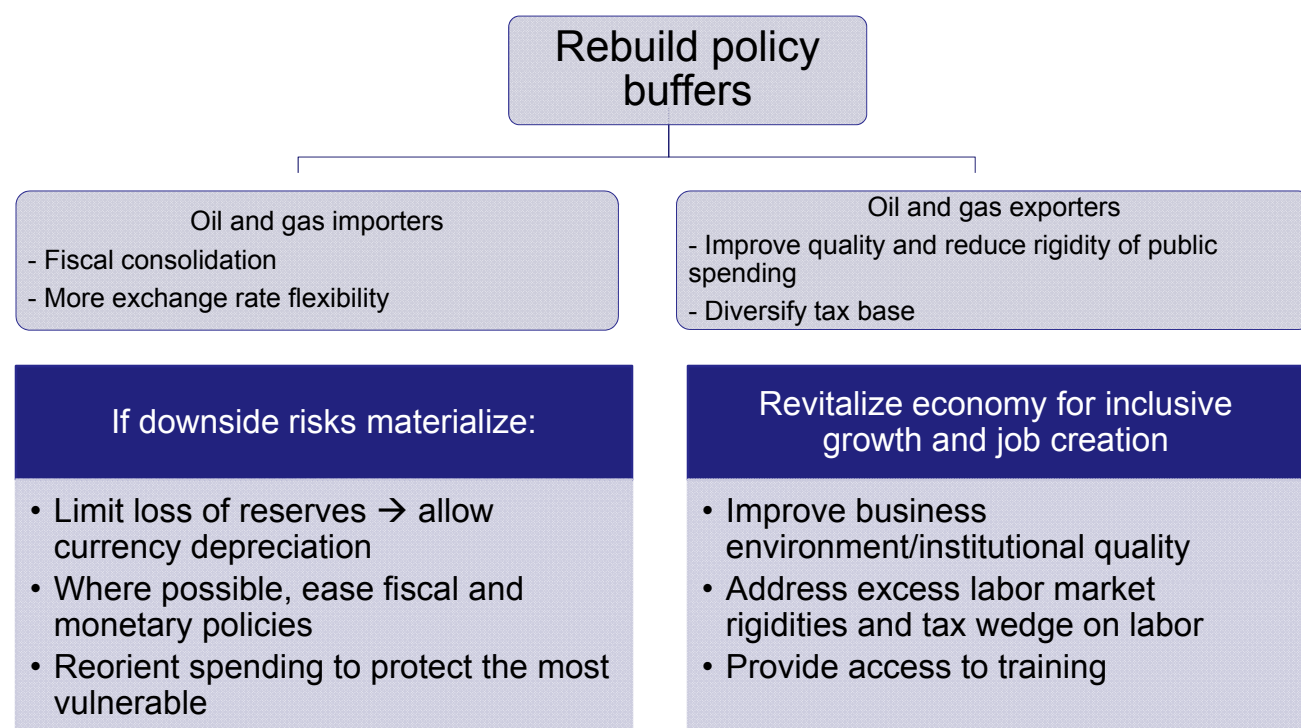 Rebuild policy
buffers
Oil and gas importers
- Fiscal consolidation
- More exchange rate flexibility
Oil and gas exporters
- Improve quality and reduce rigidity of public
spending
- Diversify tax base
If downside risks materialize:
• Limit loss of reserves → allow
currency depreciation
• Where possible, ease fiscal and
monetary policies
• Reorient spending to protect the most
vulnerable
Revitalize economy for inclusive
growth and job creation
• Improve business
environment/institutional quality
• Address excess labor market
rigidities and tax wedge on labor
• Provide access to training